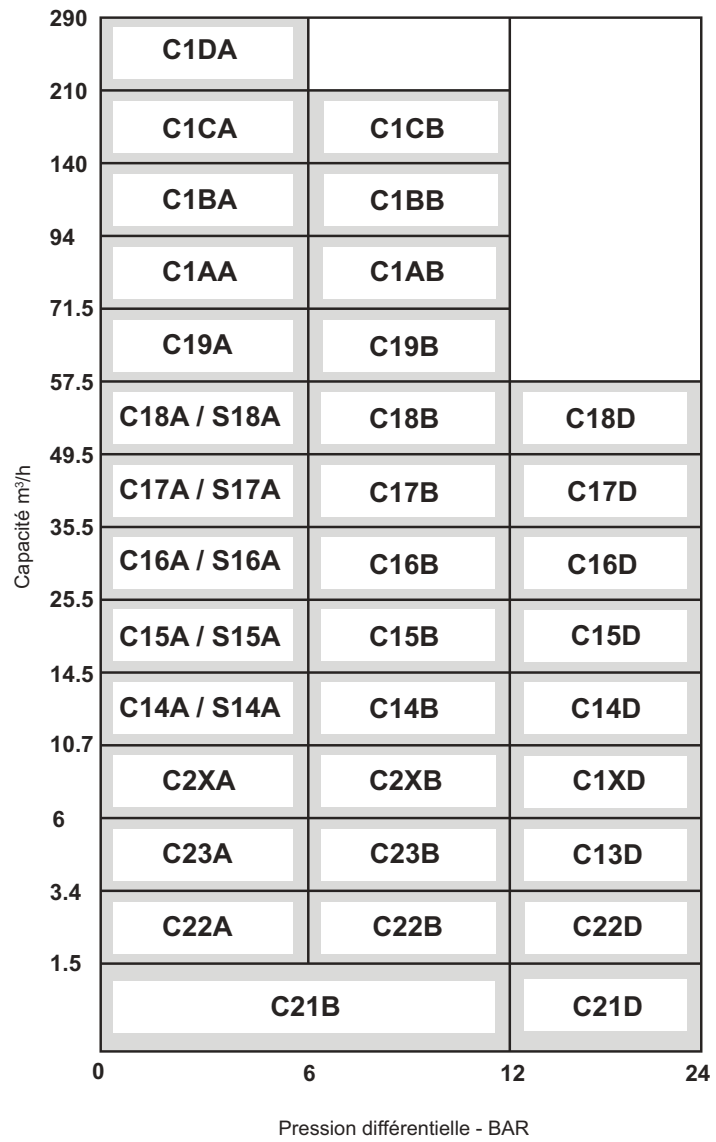 290
C1DA
210
C1CA C1CB
140
C1BA C1BB
94
C1AA C1AB
71.5
C19A C19B
57.5
C18A / S18A C18B C18D
49.5
C17A / S17A C17B C17D
35.5
C16A / S16A C16B C16D
25.5
C15A / S15A C15B C15D
14.5
C14A / S14A C14B C14D
10.7
C2XA C2XB C1XD
6
C23A C23B C13D
3.4
C22A C22B C22D
1.5
C21B C21D
0 6 12 24
Capacité m³/h
Pression différentielle - BAR